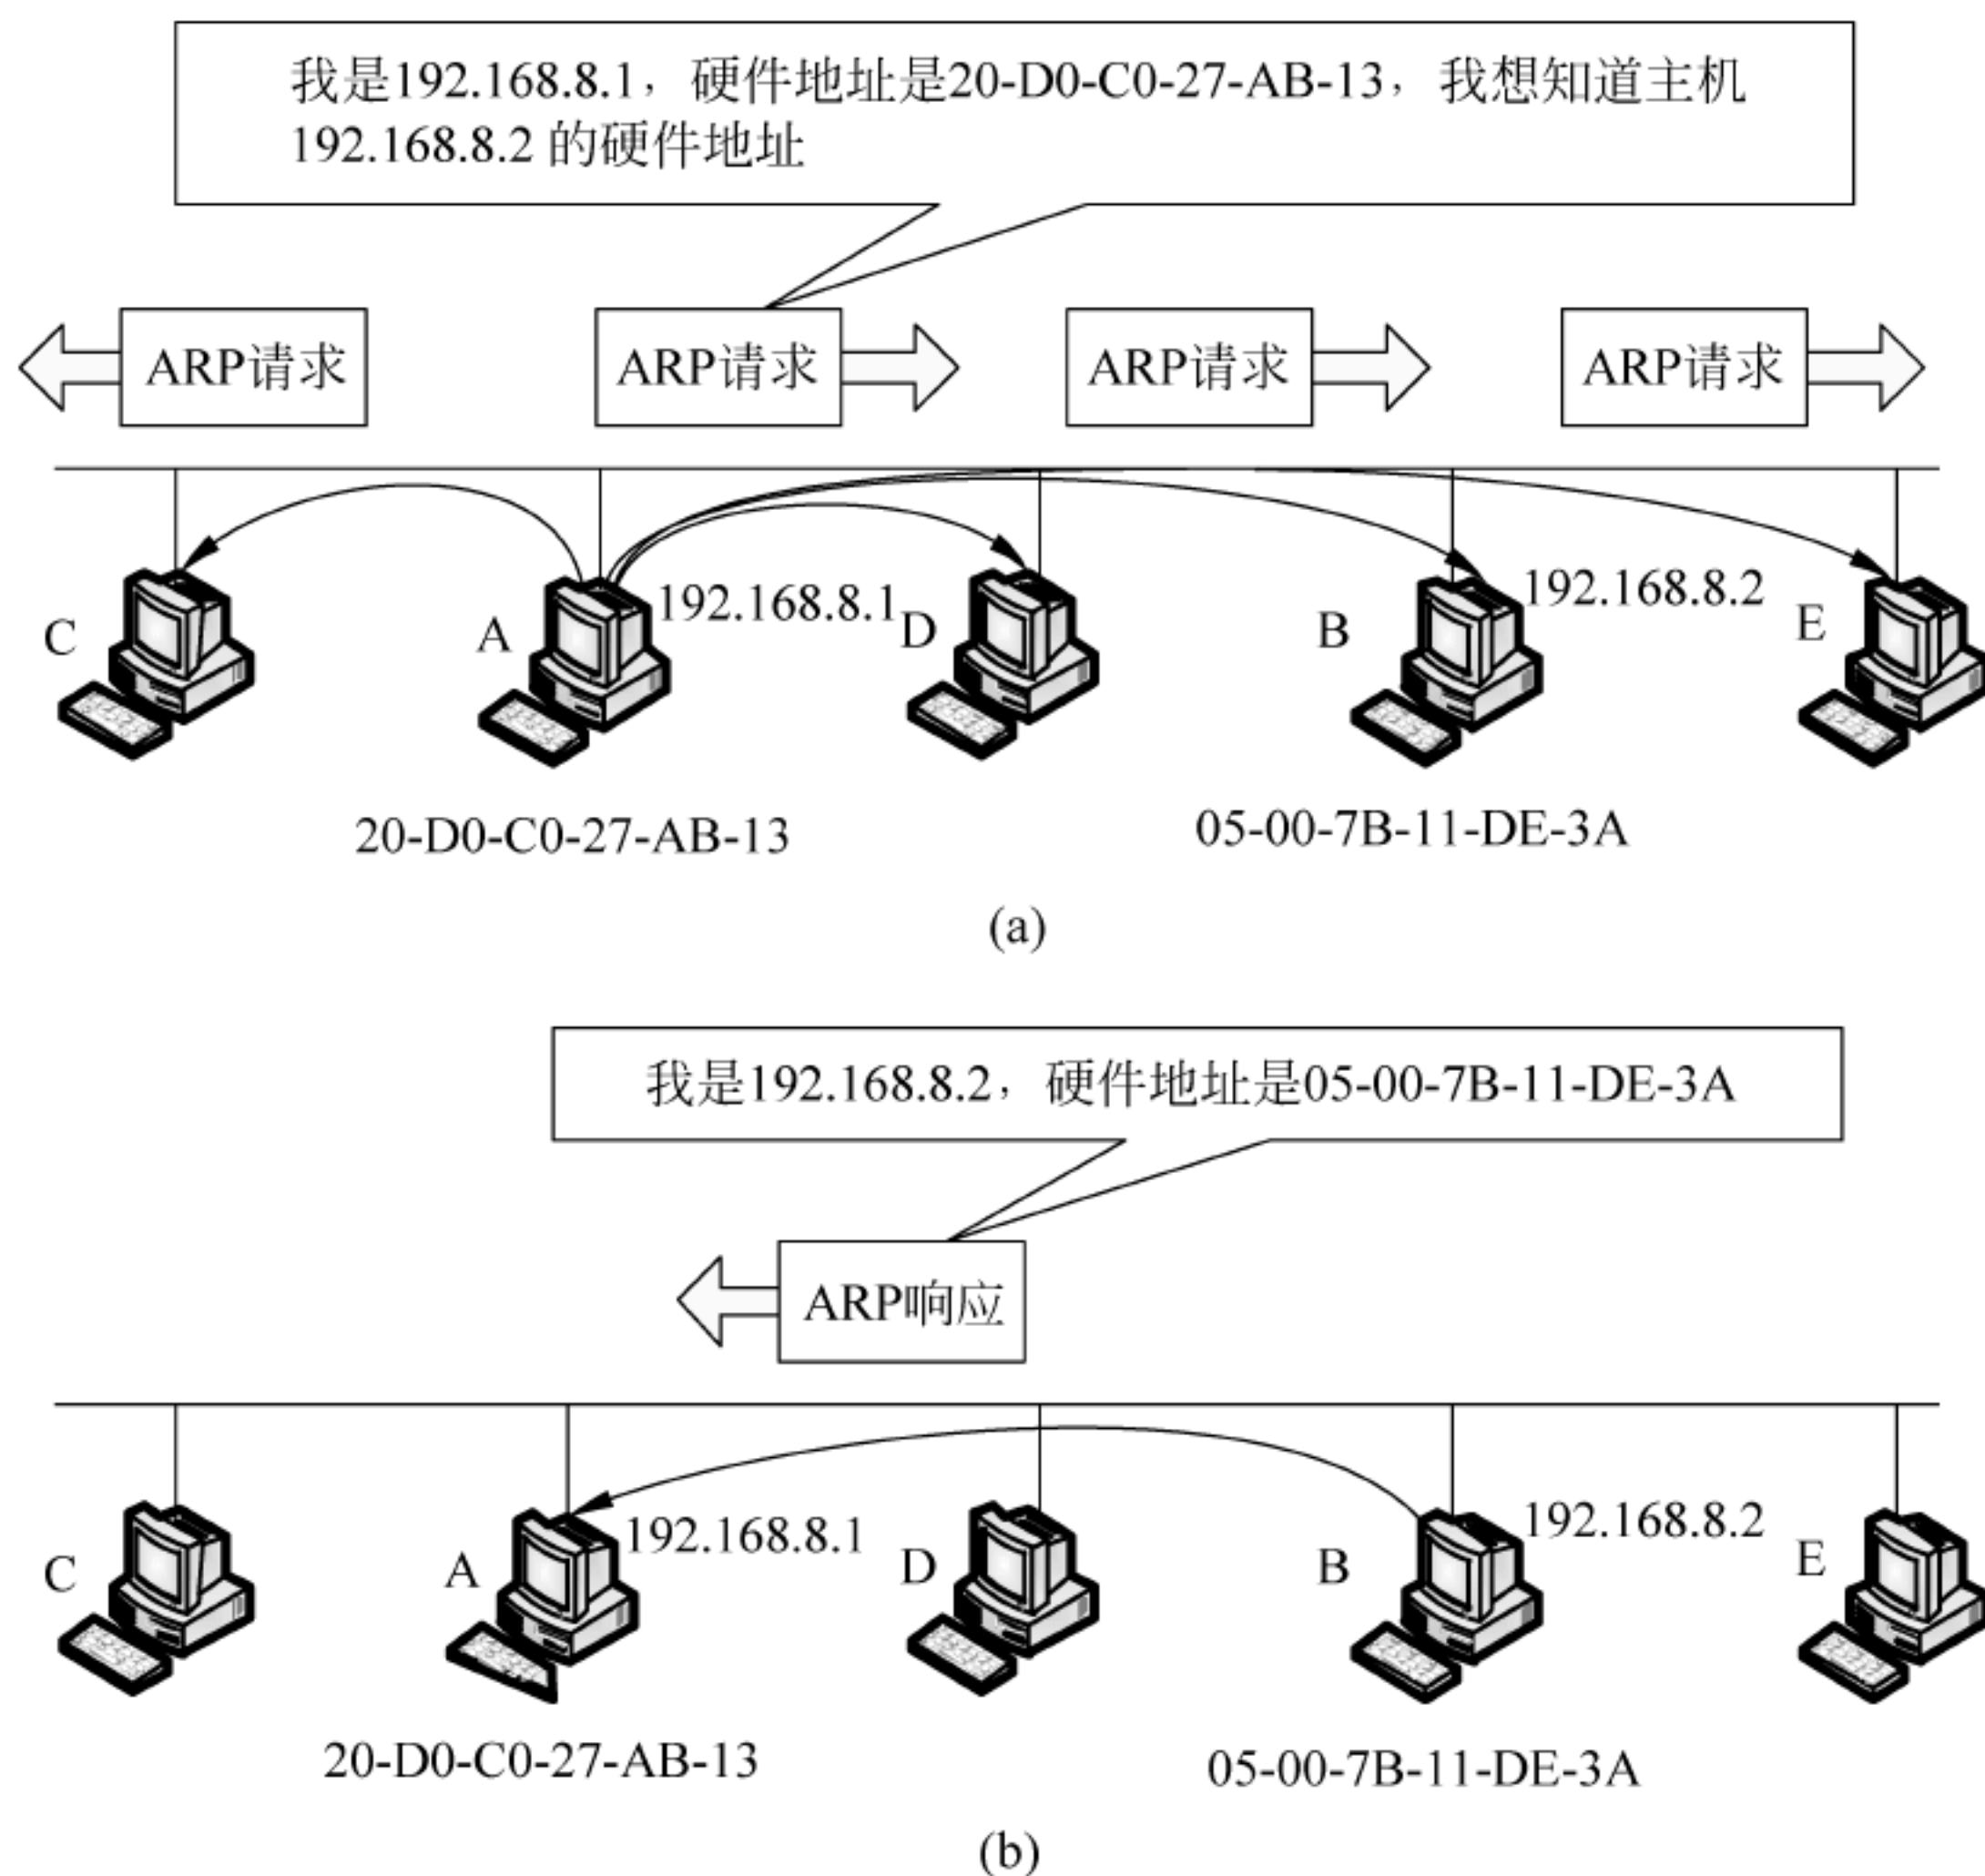 我是192.168.8.1，硬件地址是20-D0-C0-27-AB-13，我想知道主机
192.168.8.2 的硬件地址
ARP请求
ARP请求
ARP请求
ARP请求
192.168.8.1
192.168.8.2
C
A
D
B
E
20-D0-C0-27-AB-13
05-00-7B-11-DE-3A
(a)
我是192.168.8.2，硬件地址是05-00-7B-11-DE-3A
ARP响应
192.168.8.1
192.168.8.2
C
A
D
B
E
20-D0-C0-27-AB-13
05-00-7B-11-DE-3A
(b)